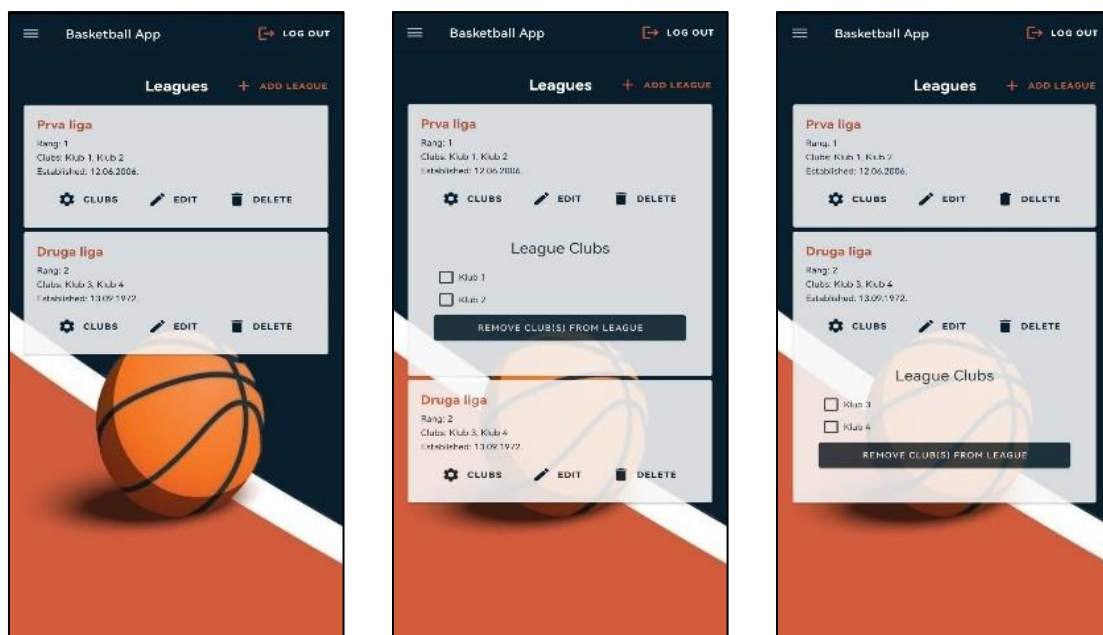 Basketball App LOG OUT
Leagues + ADD LEAGUE
Prva liga
Rang: 1
Clubs: Klub 1, Klub 2
Established: 12.06.2006.
CLUBS EDIT DELETE
Druga liga
Rang: 2
Clubs: Klub 3, Klub 4
Established: 13.09.1972.
CLUBS EDIT DELETE
Basketball App LOG OUT
Leagues + ADD LEAGUE
Prva liga
Rang: 1
Clubs: Klub 1, Klub 2
Established: 12.06.2006.
CLUBS EDIT DELETE
League Clubs
Klub 1
Klub 2
REMOVE CLUB(S) FROM LEAGUE
Druga liga
Rang: 2
Clubs: Klub 3, Klub 4
Established: 13.09.1972.
CLUBS EDIT DELETE
Basketball App LOG OUT
Leagues + ADD LEAGUE
Prva liga
Rang: 1
Clubs: Klub 1, Klub 2
Established: 12.06.2006.
CLUBS EDIT DELETE
Druga liga
Rang: 2
Clubs: Klub 3, Klub 4
Established: 13.09.1972.
CLUBS EDIT DELETE
League Clubs
Klub 3
Klub 4
REMOVE CLUB(S) FROM LEAGUE